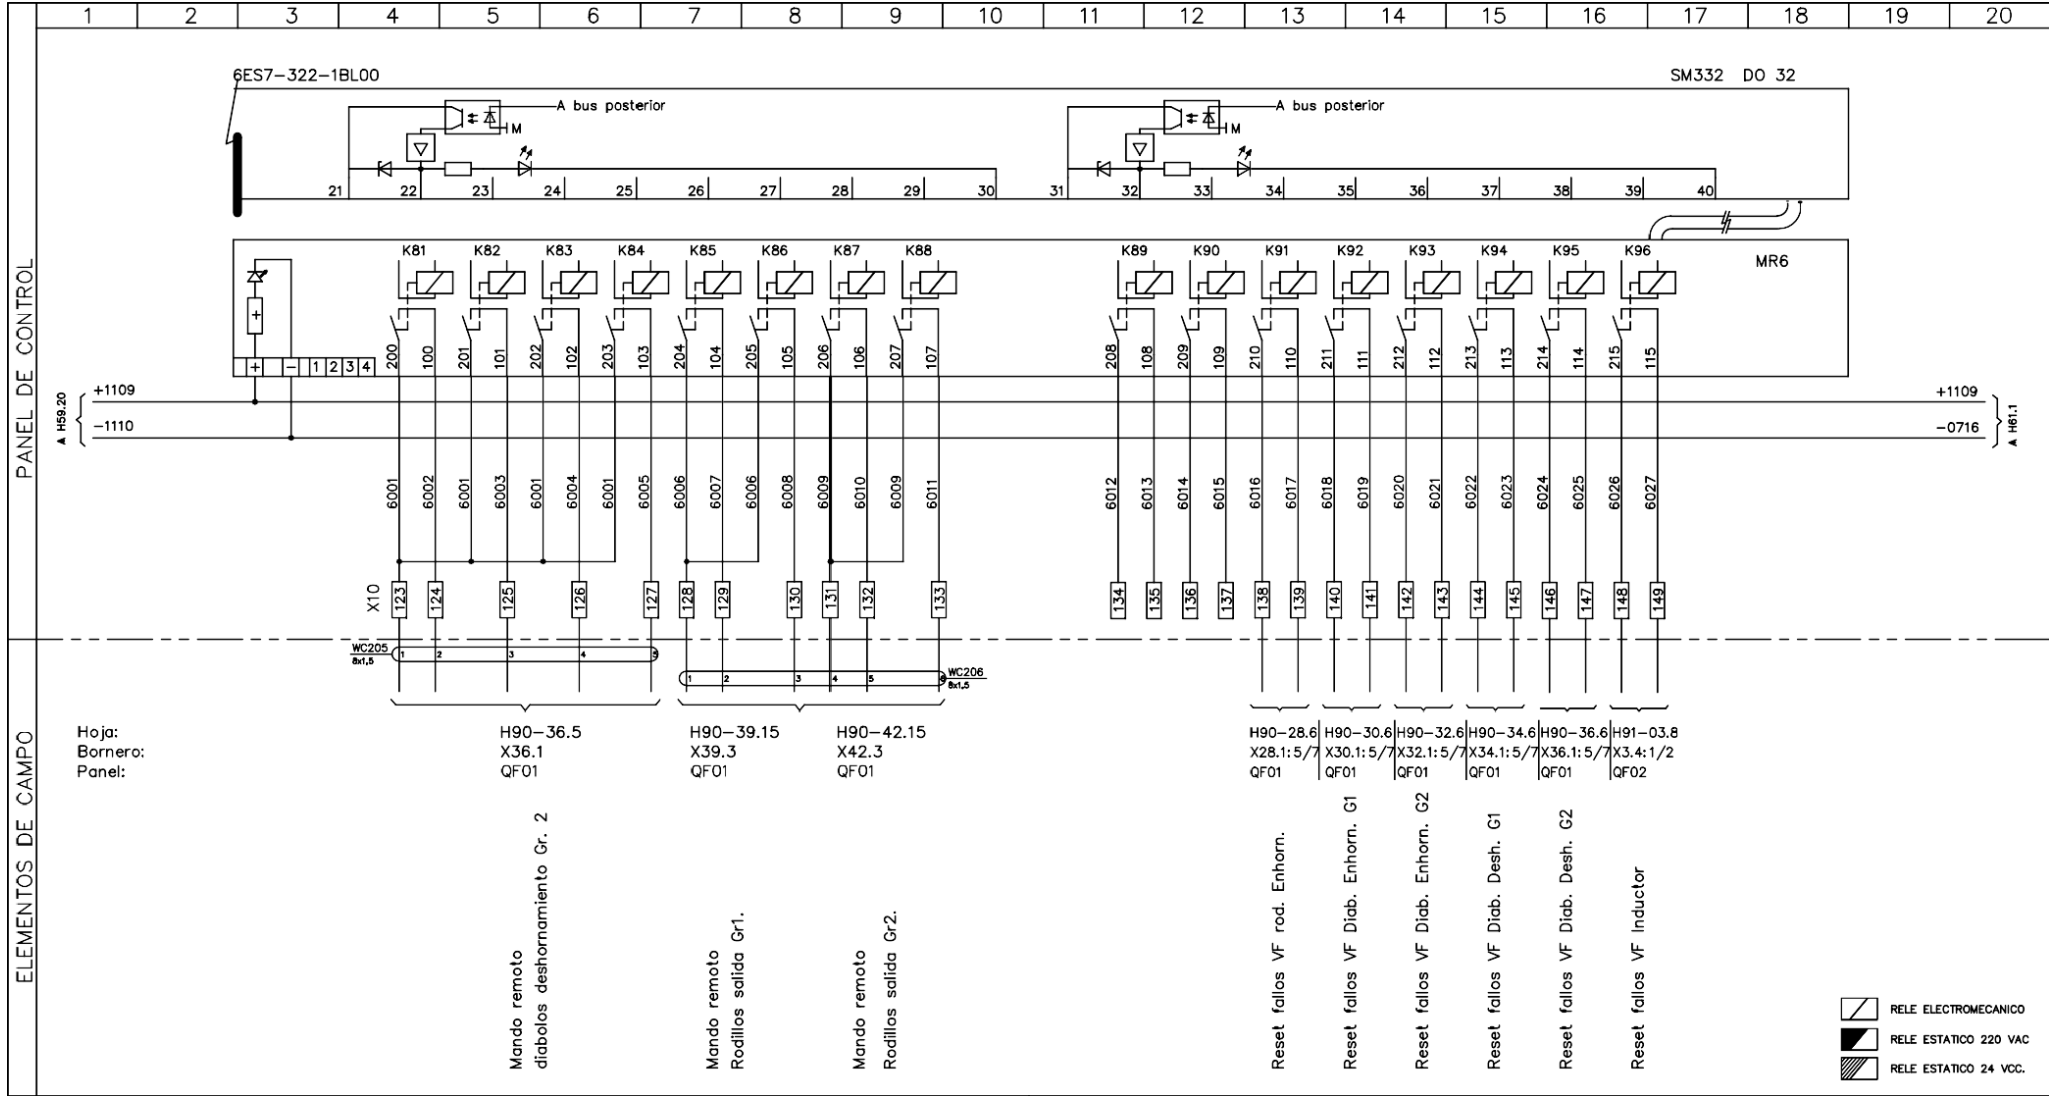 1 2 3 4 5 6 7 8 9 10 11 12 13 14 15 16 17 18 19 20
6ES7-322-1BL00
SM332 DO 32
A bus posterior
M
A bus posterior
M
21 22 23 24 25 26 27 28 29 30 31 32 33 34 35 36 37 38 39 40
PANEL DE CONTROL
K81 K82 K83 K84 K85 K86 K87 K88 K89 K90 K91 K92 K93 K94 K95 K96
MR6
+
200 100 201 101 202 102 203 103 204 104 205 105 206 106 207 107 208 108 209 109 210 110 211 111 212 112 213 113 214 114 215 115
+ - 1 2 3 4
A H59.20
+1109
-1110
+1109
-0716
A H61.1
6001 6002 6001 6003 6001 6004 6001 6005 6006 6007 6006 6008 6009 6010 6009 6011 6012 6013 6014 6015 6016 6017 6018 6019 6020 6021 6022 6023 6024 6025 6026 6027
X10
123 124 125 126 127 128 129 130 131 132 133 134 135 136 137 138 139 140 141 142 143 144 145 146 147 148 149
WC205
8x1,5
1 2 3 4 5
1 2 3 4 5 6
WC206
8x1,5
ELEMENTOS DE CAMPO
Hoja: H90-36.5 H90-39.15 H90-42.15 H90-28.6 H90-30.6 H90-32.6 H90-34.6 H90-36.6 H91-03.8
Bornero: X36.1 X39.3 X42.3 X28.1:5/7 X30.1:5/7 X32.1:5/7 X34.1:5/7 X36.1:5/7 X3.4:1/2
Panel: QF01 QF01 QF01 QF01 QF01 QF01 QF01 QF01 QF02
Mando remoto
diabolos deshornamiento Gr. 2
Mando remoto
Rodillos salida Gr1.
Mando remoto
Rodillos salida Gr2.
Reset fallos VF rod. Enhorn.
Reset fallos VF Diab. Enhorn. G1
Reset fallos VF Diab. Enhorn. G2
Reset fallos VF Diab. Desh. G1
Reset fallos VF Diab. Desh. G2
Reset fallos VF Inductor
RELE ELECTROMECANICO
RELE ESTATICO 220 VAC
RELE ESTATICO 24 VCC.